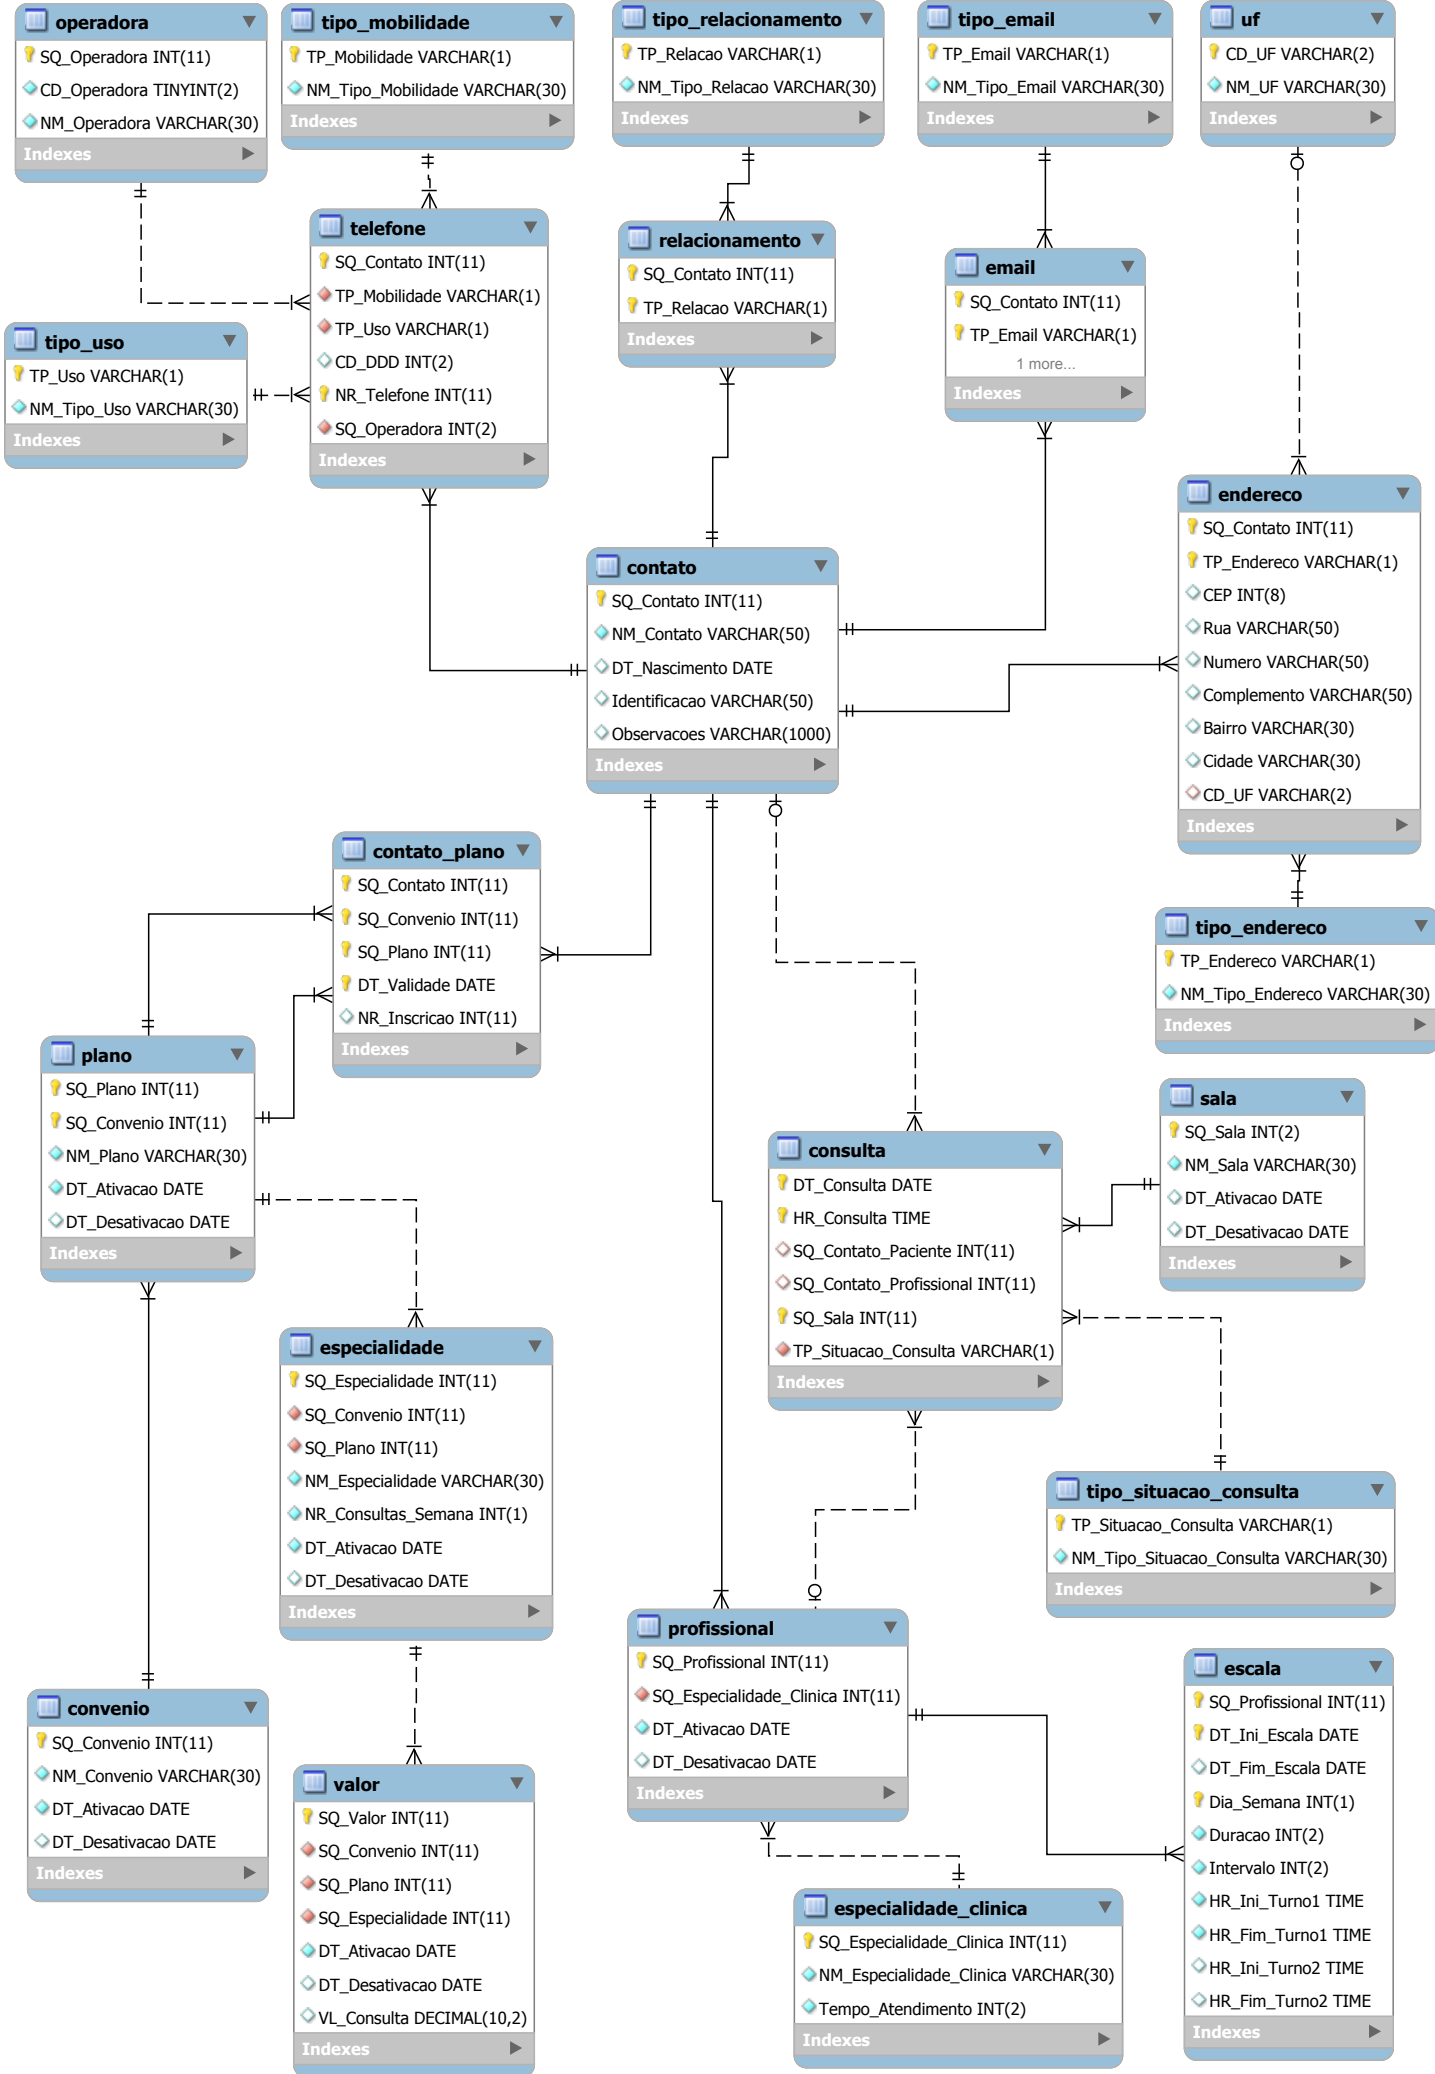 operadora
SQ_Operadora INT(11)
CD_Operadora TINYINT(2)
NM_Operadora VARCHAR(30)
Indexes
tipo_mobilidade
TP_Mobilidade VARCHAR(1)
NM_Tipo_Mobilidade VARCHAR(30)
Indexes
tipo_relacionamento
TP_Relacao VARCHAR(1)
NM_Tipo_Relacao VARCHAR(30)
Indexes
tipo_email
TP_Email VARCHAR(1)
NM_Tipo_Email VARCHAR(30)
Indexes
uf
CD_UF VARCHAR(2)
NM_UF VARCHAR(30)
Indexes
telefone
SQ_Contato INT(11)
TP_Mobilidade VARCHAR(1)
TP_Uso VARCHAR(1)
CD_DDD INT(2)
NR_Telefone INT(11)
SQ_Operadora INT(2)
Indexes
relacionamento
SQ_Contato INT(11)
TP_Relacao VARCHAR(1)
Indexes
email
SQ_Contato INT(11)
TP_Email VARCHAR(1)
1 more...
Indexes
tipo_uso
TP_Uso VARCHAR(1)
NM_Tipo_Uso VARCHAR(30)
Indexes
endereco
SQ_Contato INT(11)
TP_Endereco VARCHAR(1)
CEP INT(8)
Rua VARCHAR(50)
Numero VARCHAR(50)
Complemento VARCHAR(50)
Bairro VARCHAR(30)
Cidade VARCHAR(30)
CD_UF VARCHAR(2)
Indexes
contato
SQ_Contato INT(11)
NM_Contato VARCHAR(50)
DT_Nascimento DATE
Identificacao VARCHAR(50)
Observacoes VARCHAR(1000)
Indexes
contato_plano
SQ_Contato INT(11)
SQ_Convenio INT(11)
SQ_Plano INT(11)
DT_Validade DATE
NR_Inscricao INT(11)
Indexes
tipo_endereco
TP_Endereco VARCHAR(1)
NM_Tipo_Endereco VARCHAR(30)
Indexes
plano
SQ_Plano INT(11)
SQ_Convenio INT(11)
NM_Plano VARCHAR(30)
DT_Ativacao DATE
DT_Desativacao DATE
Indexes
sala
SQ_Sala INT(2)
NM_Sala VARCHAR(30)
DT_Ativacao DATE
DT_Desativacao DATE
Indexes
consulta
DT_Consulta DATE
HR_Consulta TIME
SQ_Contato_Paciente INT(11)
SQ_Contato_Profissional INT(11)
SQ_Sala INT(11)
TP_Situacao_Consulta VARCHAR(1)
Indexes
especialidade
SQ_Especialidade INT(11)
SQ_Convenio INT(11)
SQ_Plano INT(11)
NM_Especialidade VARCHAR(30)
NR_Consultas_Semana INT(1)
DT_Ativacao DATE
DT_Desativacao DATE
Indexes
tipo_situacao_consulta
TP_Situacao_Consulta VARCHAR(1)
NM_Tipo_Situacao_Consulta VARCHAR(30)
Indexes
profissional
SQ_Profissional INT(11)
SQ_Especialidade_Clinica INT(11)
DT_Ativacao DATE
DT_Desativacao DATE
Indexes
escala
SQ_Profissional INT(11)
DT_Ini_Escala DATE
DT_Fim_Escala DATE
Dia_Semana INT(1)
Duracao INT(2)
Intervalo INT(2)
HR_Ini_Turno1 TIME
HR_Fim_Turno1 TIME
HR_Ini_Turno2 TIME
HR_Fim_Turno2 TIME
Indexes
convenio
SQ_Convenio INT(11)
NM_Convenio VARCHAR(30)
DT_Ativacao DATE
DT_Desativacao DATE
Indexes
valor
SQ_Valor INT(11)
SQ_Convenio INT(11)
SQ_Plano INT(11)
SQ_Especialidade INT(11)
DT_Ativacao DATE
DT_Desativacao DATE
VL_Consulta DECIMAL(10,2)
Indexes
especialidade_clinica
SQ_Especialidade_Clinica INT(11)
NM_Especialidade_Clinica VARCHAR(30)
Tempo_Atendimento INT(2)
Indexes